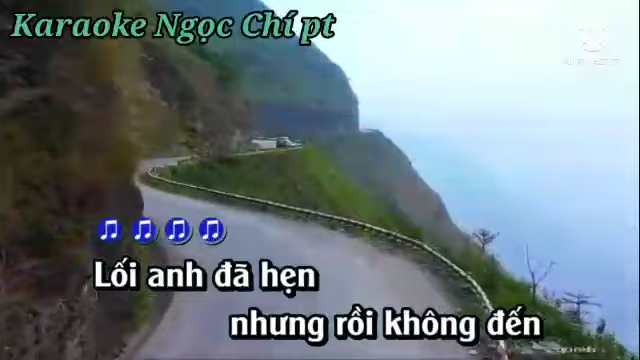 Karaoke Ngọc Chí pt
Lối anh đã hẹn
nhưng rồi không đến